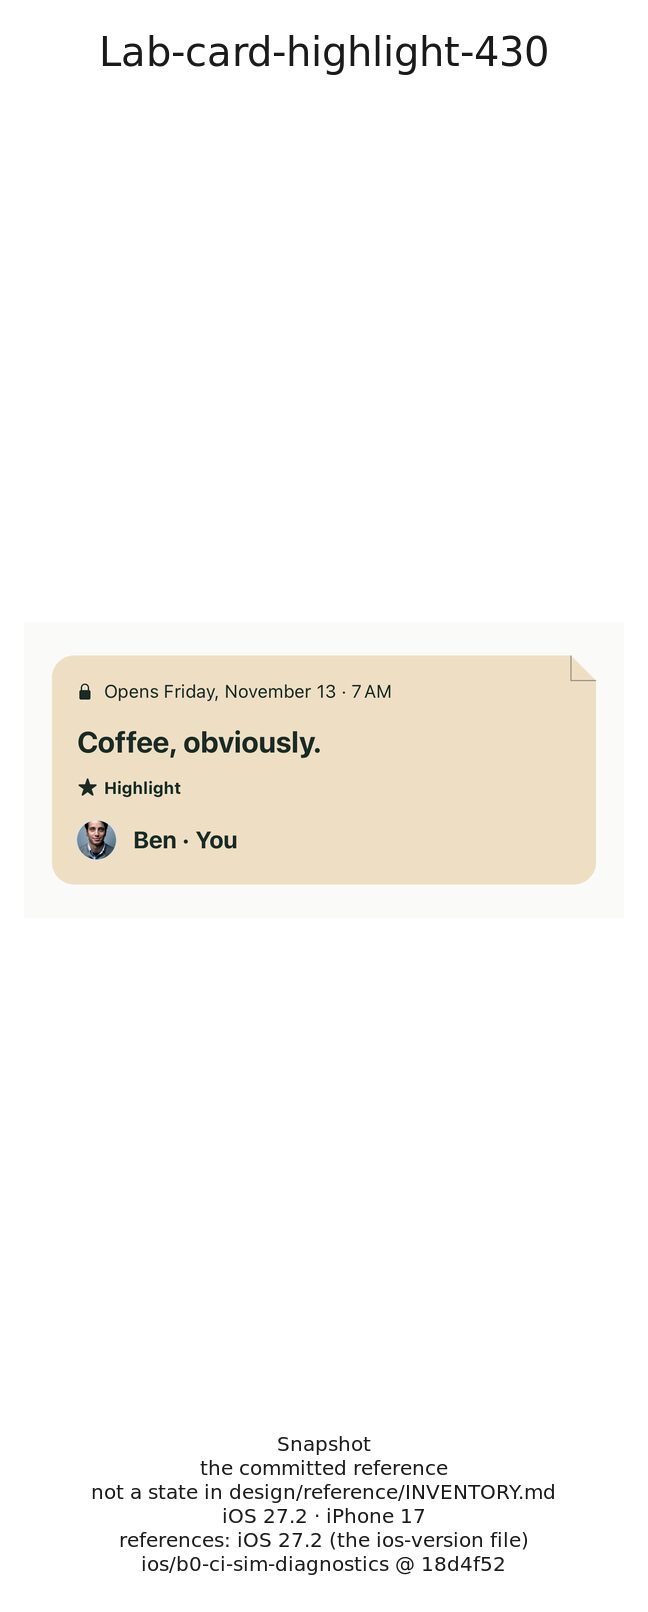 Lab-card-highlight-430
Opens Friday, November 13 · 7 AM
Coffee, obviously.
Highlight
Ben · You
Snapshot
the committed reference
not a state in design/reference/INVENTORY.md
iOS 27.2 · iPhone 17
references: iOS 27.2 (the ios-version file)
ios/b0-ci-sim-diagnostics @ 18d4f52